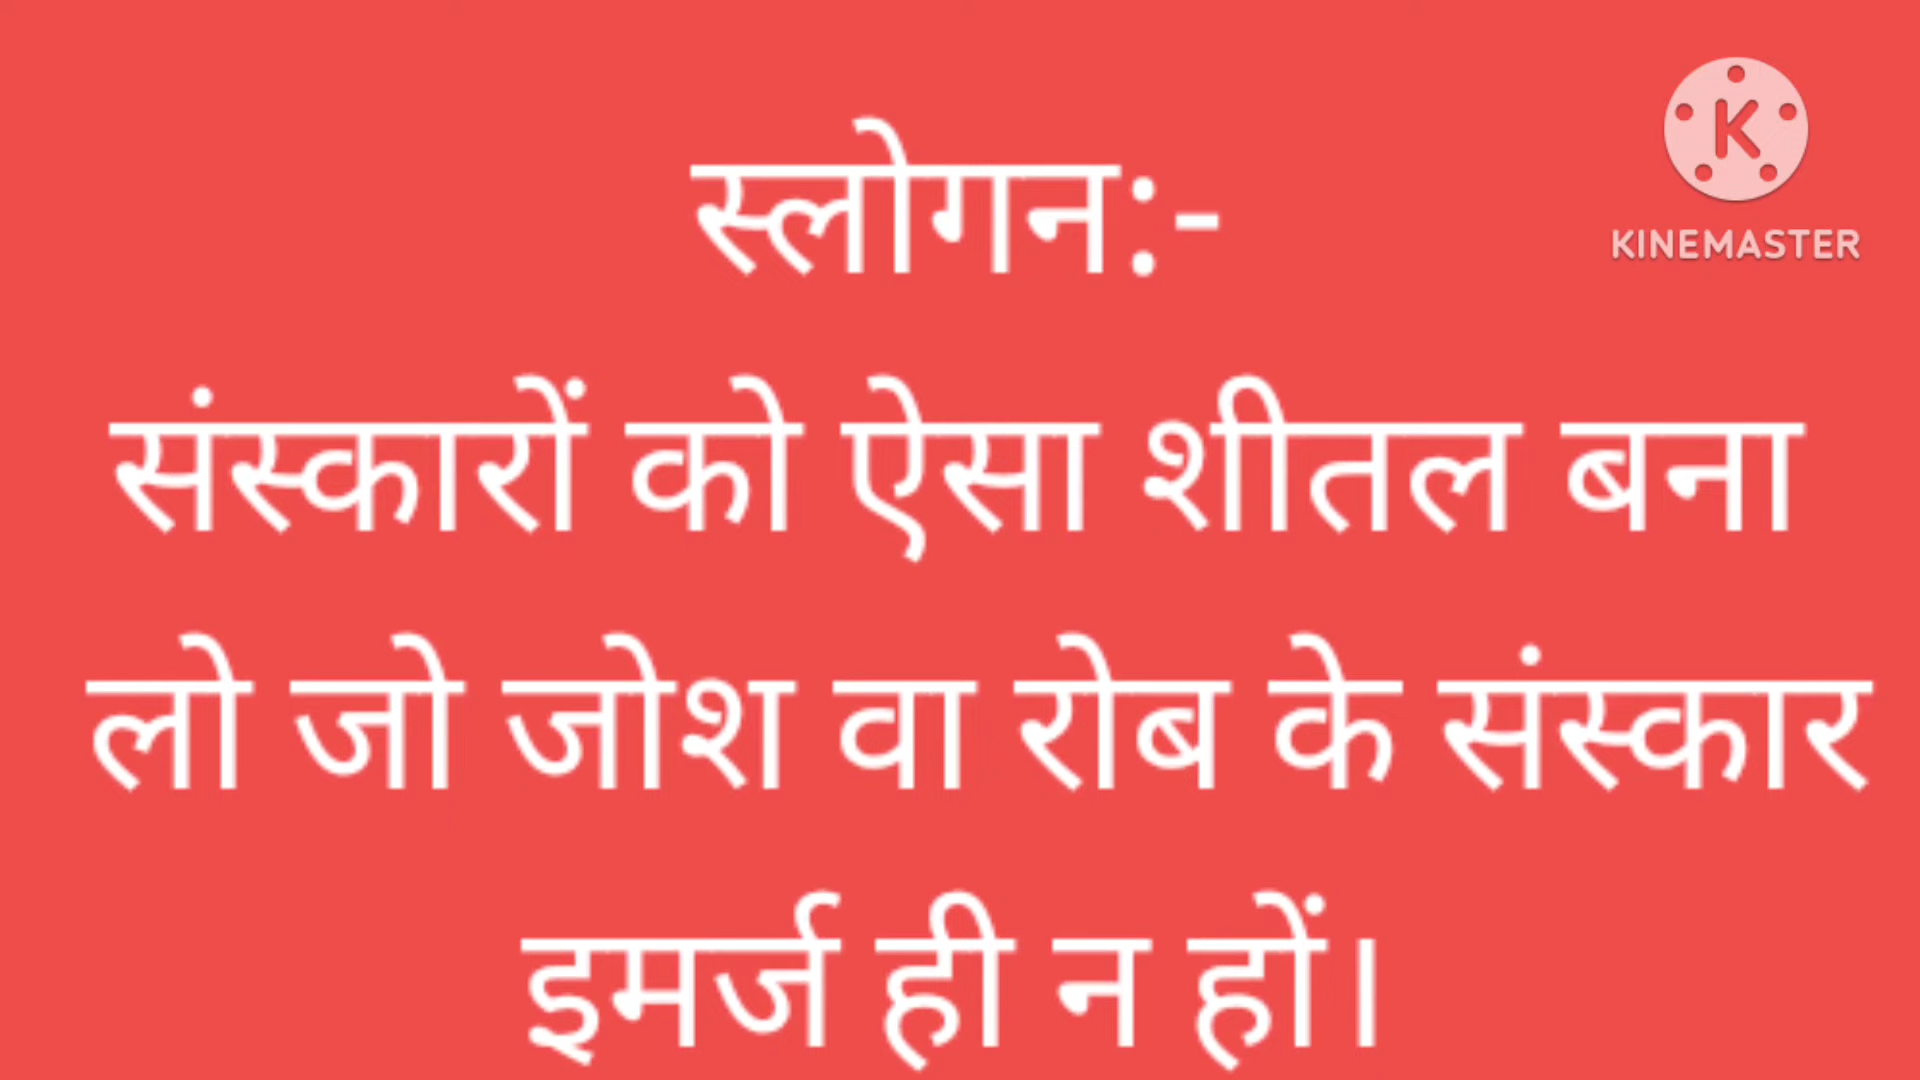 स्लोगन:-
K
KINEMASTER
संस्कारों को ऐसा शीतल बना
लो जो जोश वा रोब के संस्कार
इमर्ज ही न हों।